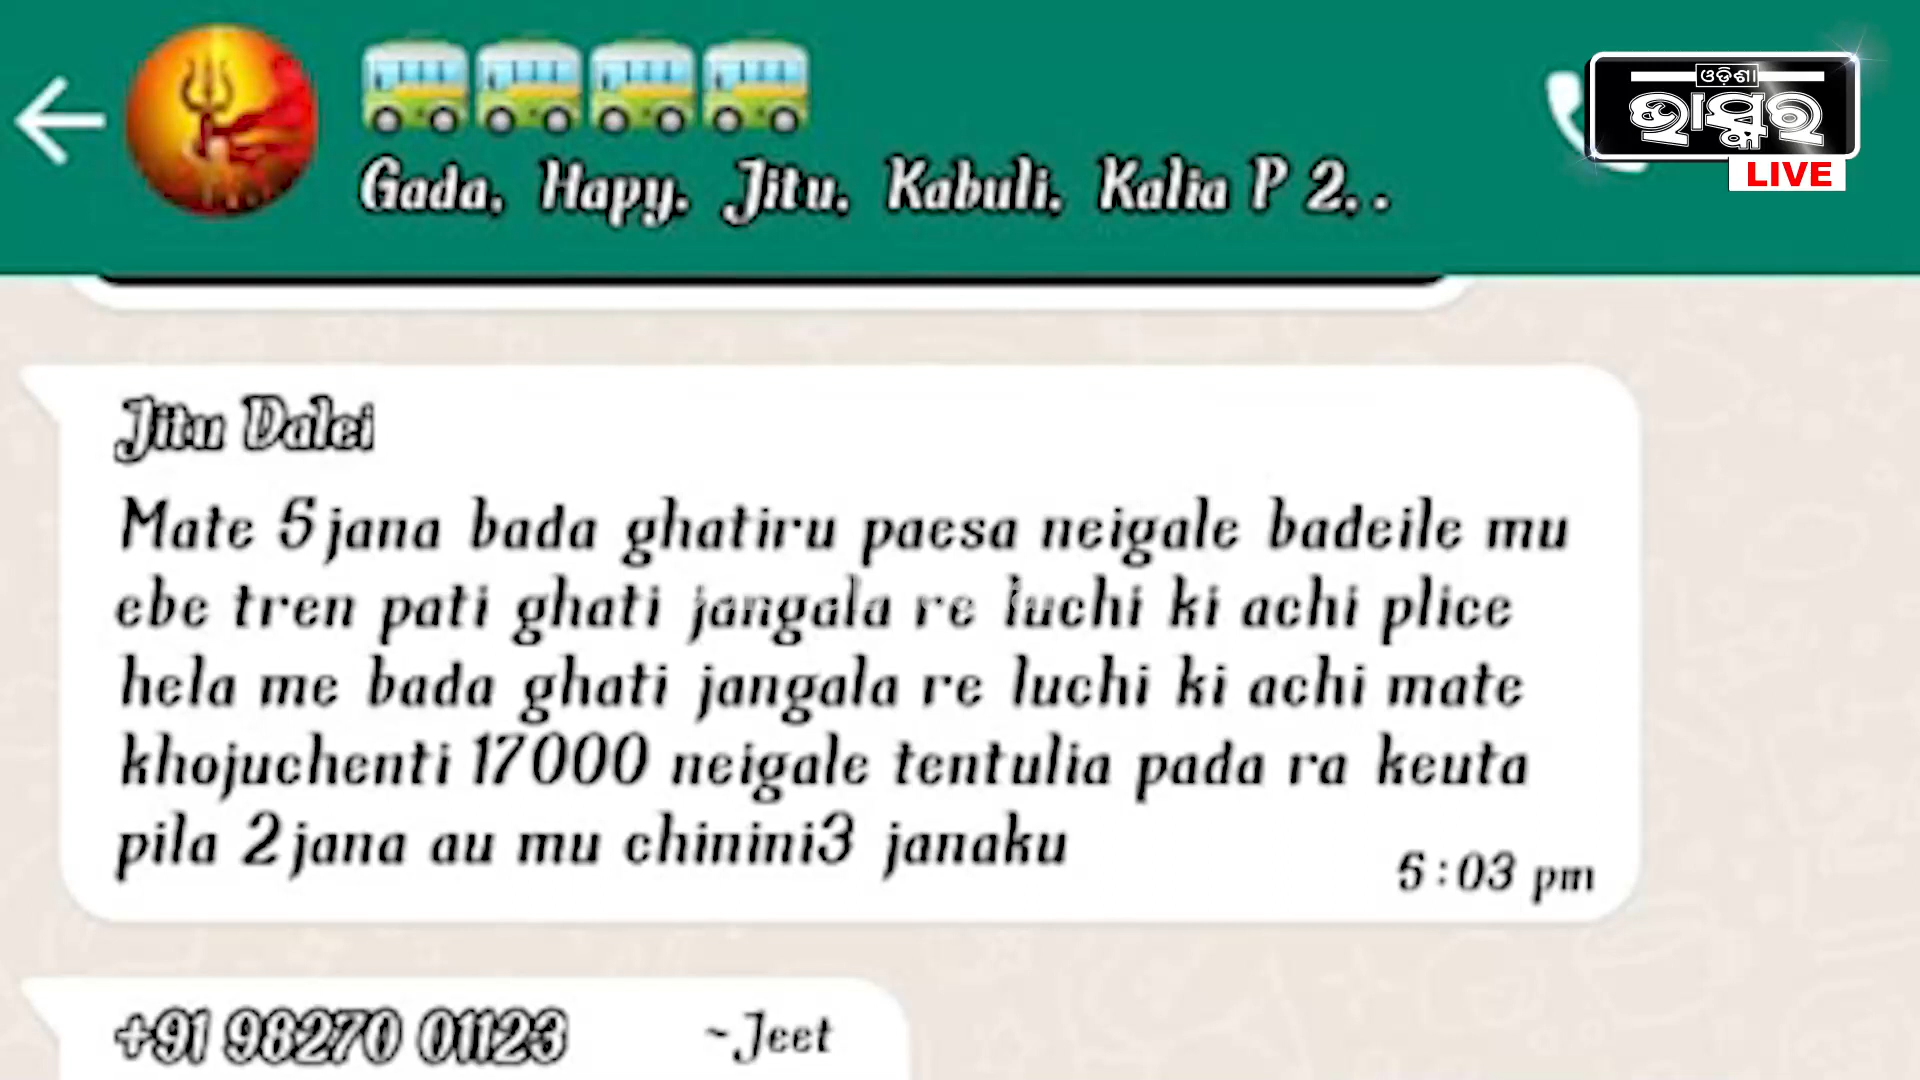 Gada, Hapy, Jitu, Kabuli, Kalia P 2, .
ଓଡ଼ିଶା
ଭାସ୍କର
LIVE
Jitu Dalei
Mate 5 jana bada ghatiru paesa neigale badeile mu
ebe tren pati ghati jangala re luchi ki achi plice
hela me bada ghati jangala re luchi ki achi mate
khojuchenti 17000 neigale tentulia pada ra keuta
pila 2 jana au mu chinini3 janaku
5:03 pm
+91 98270 01123 ~Jeet